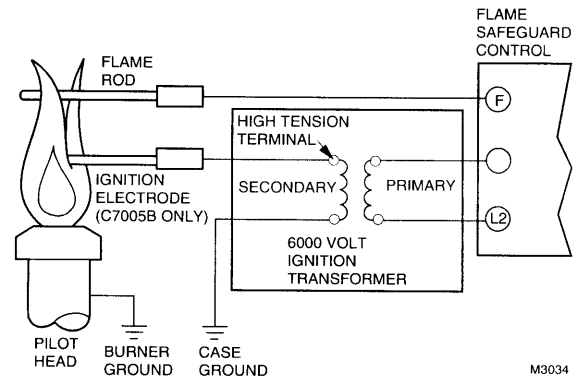 FLAME
SAFEGUARD
CONTROL
FLAME
ROD
F
HIGH TENSION
TERMINAL
IGNITION
ELECTRODE
(C7005B ONLY)
SECONDARY
PRIMARY
L2
6000 VOLT
IGNITION
TRANSFORMER
PILOT
HEAD
BURNER
GROUND
CASE
GROUND
M3034